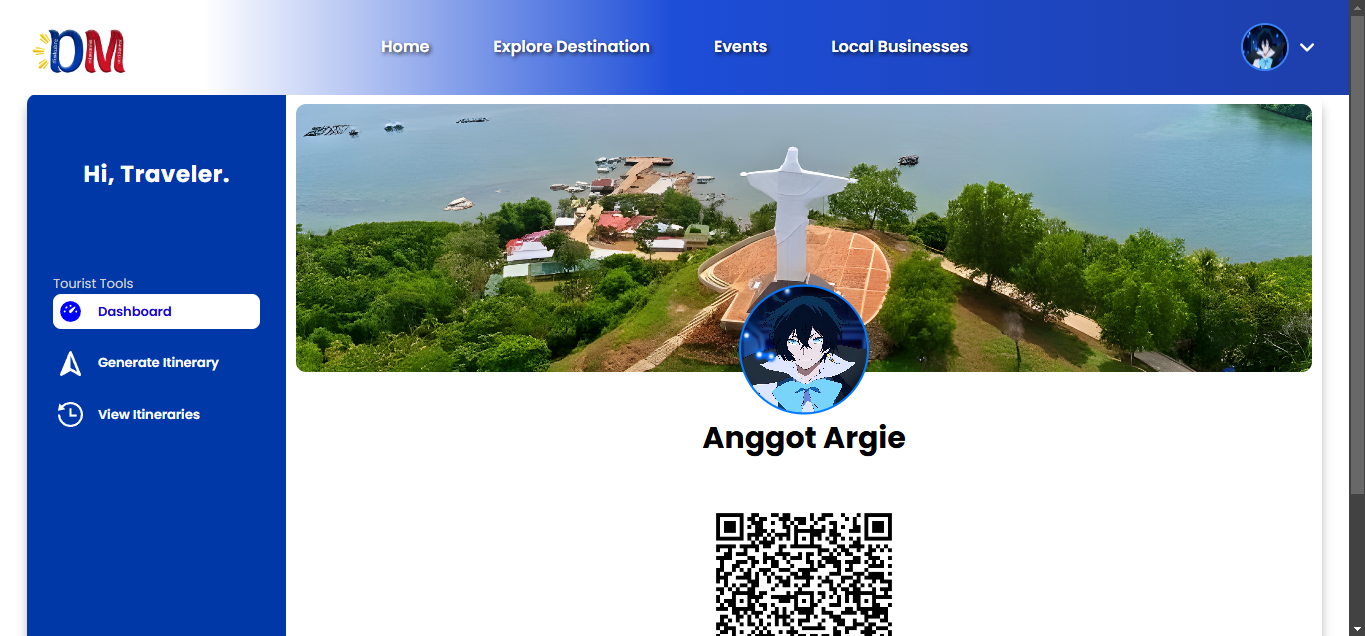 DM
Home
Explore Destination
Events
Local Businesses
Hi, Traveler.
Tourist Tools
Dashboard
Generate Itinerary
View Itineraries
Anggot Argie